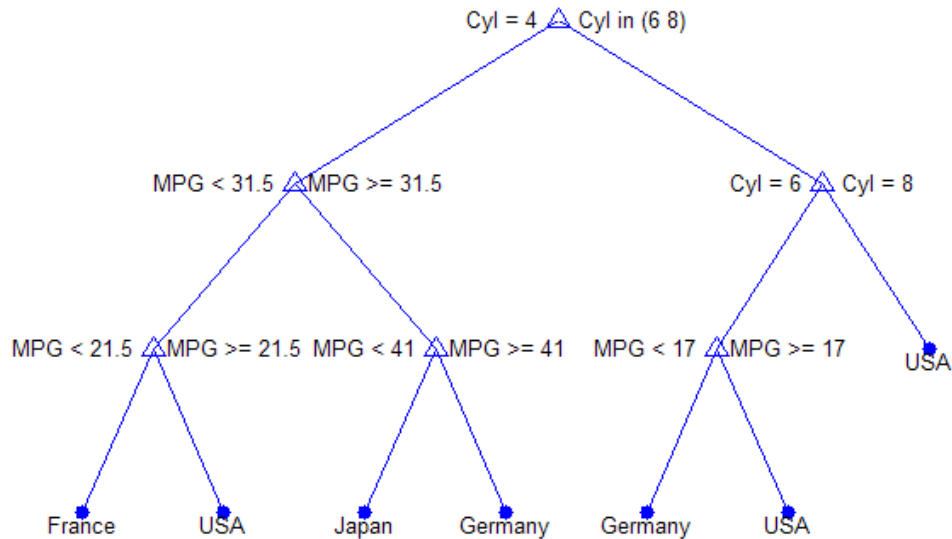 Cyl = 4 Cyl in (6 8)
MPG < 31.5 MPG >= 31.5 Cyl = 6 Cyl = 8
MPG < 21.5 MPG >= 21.5 MPG < 41 MPG >= 41 MPG < 17 MPG >= 17 USA
France USA Japan Germany Germany USA